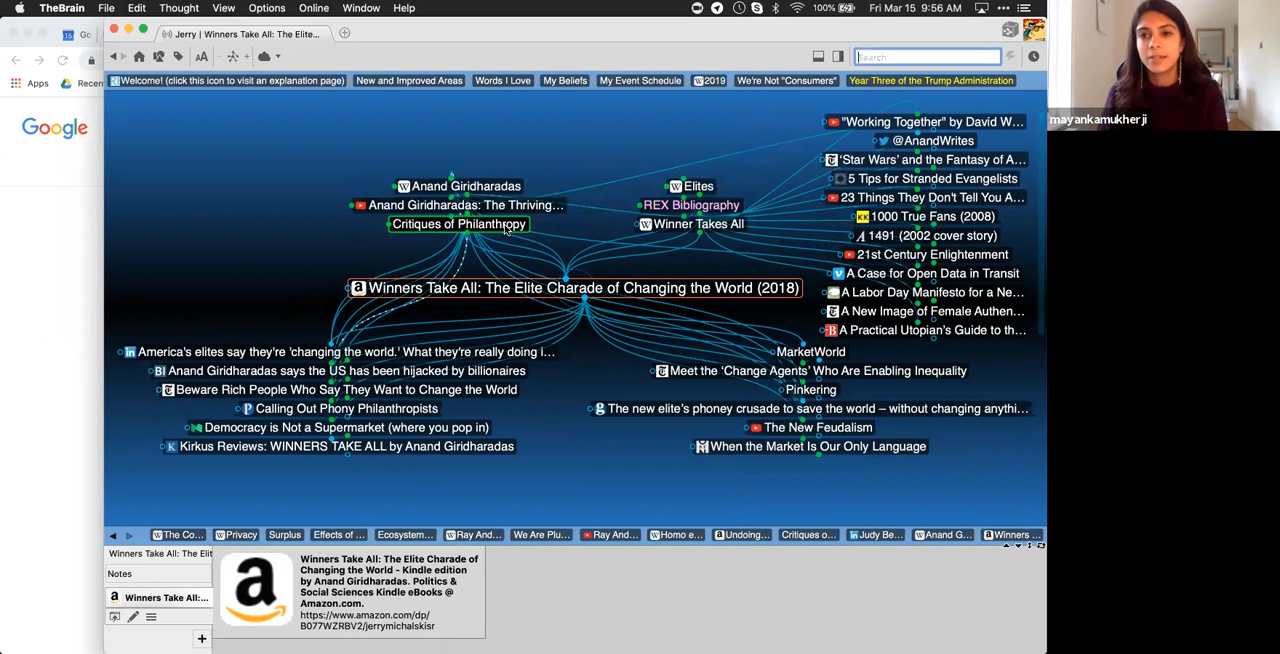 TheBrain File Edit Thought View Options Online Window Help 100% Fri Mar 15 9:56 AM
15 Go
Jerry | Winners Take All: The Elite...
AA
Search
Apps Recen
Welcome! (click this icon to visit an explanation page) New and Improved Areas Words I Love My Beliefs My Event Schedule 2019 We're Not "Consumers" Year Three of the Trump Administration
Google
mayankamukherji
"Working Together" by David W...
@AnandWrites
'Star Wars' and the Fantasy of A...
5 Tips for Stranded Evangelists
23 Things They Don't Tell You A...
1000 True Fans (2008)
1491 (2002 cover story)
21st Century Enlightenment
A Case for Open Data in Transit
A Labor Day Manifesto for a Ne...
A New Image of Female Authen...
A Practical Utopian's Guide to th...
Anand Giridharadas
Anand Giridharadas: The Thriving...
Critiques of Philanthropy
Elites
REX Bibliography
Winner Takes All
Winners Take All: The Elite Charade of Changing the World (2018)
America's elites say they're 'changing the world.' What they're really doing i...
Anand Giridharadas says the US has been hijacked by billionaires
Beware Rich People Who Say They Want to Change the World
Calling Out Phony Philanthropists
Democracy is Not a Supermarket (where you pop in)
Kirkus Reviews: WINNERS TAKE ALL by Anand Giridharadas
MarketWorld
Meet the 'Change Agents' Who Are Enabling Inequality
Pinkering
The new elite's phoney crusade to save the world – without changing anythi...
The New Feudalism
When the Market Is Our Only Language
The Co... Privacy Surplus Effects of ... Ecosystem... Ray And... We Are Plu... Ray And... Homo e... Undoing... Critiques o... Judy Be... Anand G... Winners ...
Winners Take All: The Elit
Notes
Winners Take All:...
Winners Take All: The Elite Charade of
Changing the World - Kindle edition
by Anand Giridharadas. Politics &
Social Sciences Kindle eBooks @
Amazon.com.
https://www.amazon.com/dp/
B077WZRBV2/jerrymichalskisr